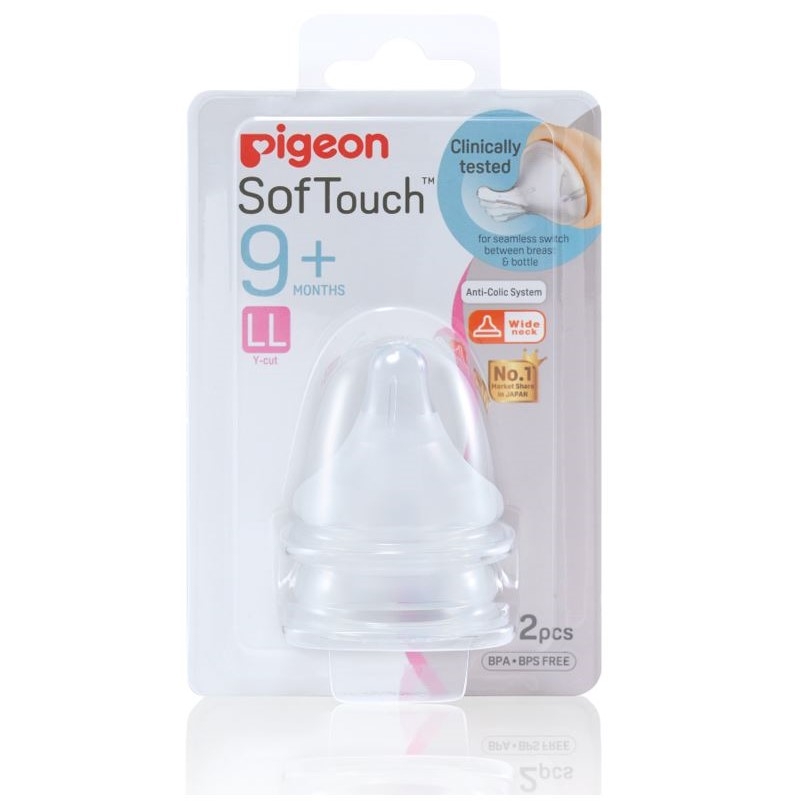 pigeon
SofTouch™
9+
MONTHS
LL
Y-cut
Clinically
tested
for seamless switch
between breast
& bottle
Anti-Colic System
Wide
neck
No.1
Market Share
in JAPAN
2pcs
BPA•BPS FREE